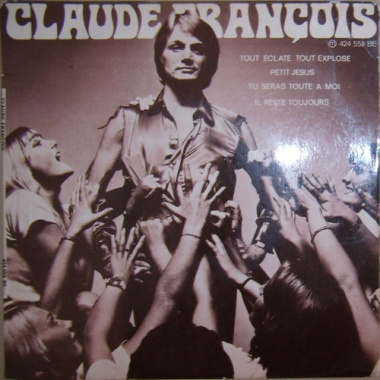 CLAUDE FRANÇOIS
424 558 BE
TOUT ECLATE TOUT EXPLOSE
PETIT JESUS
TU SERAS TOUTE A MOI
IL RESTE TOUJOURS